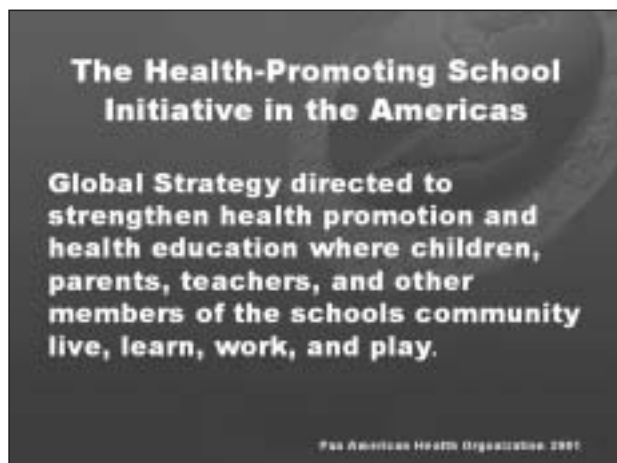 The Health-Promoting School
Initiative in the Americas
Global Strategy directed to
strengthen health promotion and
health education where children,
parents, teachers, and other
members of the schools community
live, learn, work, and play.
Pan American Health Organization 2001